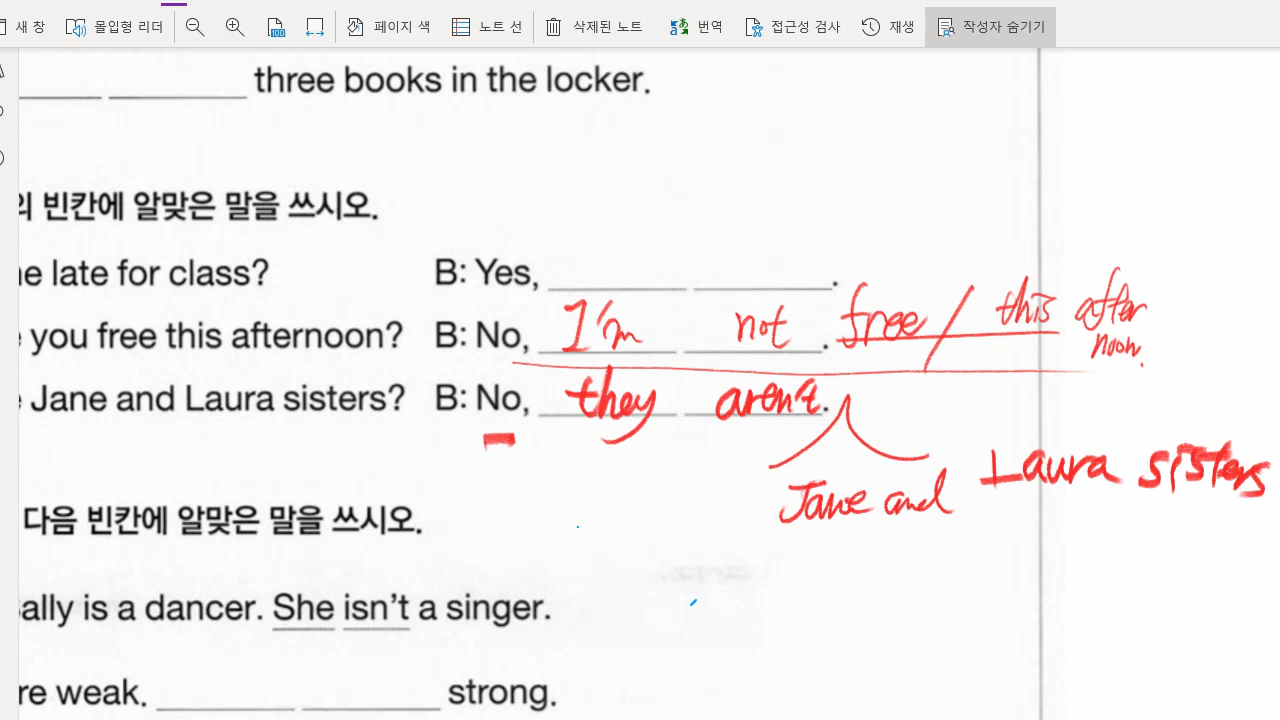 새 창 몰입형 리더 페이지 색 노트 선 삭제된 노트 번역 접근성 검사 재생 작성자 숨기기
three books in the locker.
빈칸에 알맞은 말을 쓰시오.
late for class? B: Yes,
you free this afternoon? B: No, I'm not. free / this after
noon.
Jane and Laura sisters? B: No, they aren't.
Jane and Laura sisters
다음 빈칸에 알맞은 말을 쓰시오.
ally is a dancer. She isn't a singer.
re weak. strong.